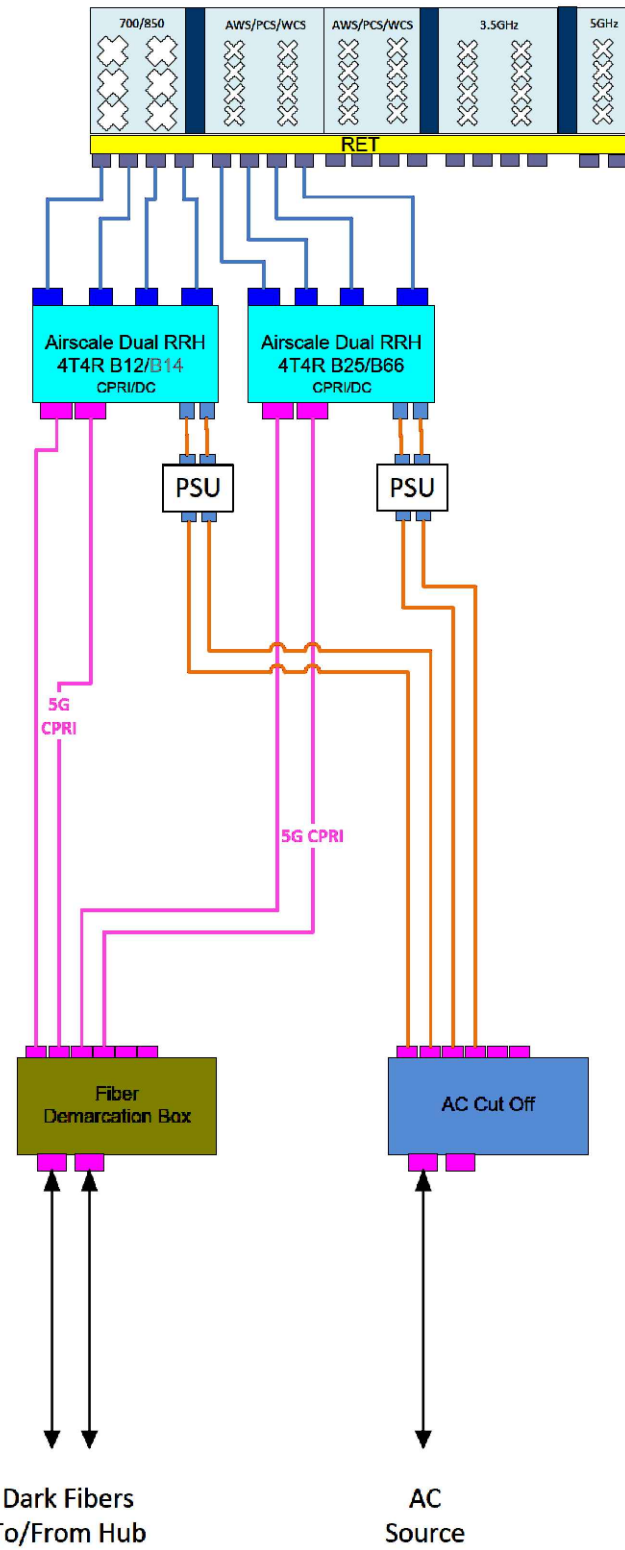 700/850
AWS/PCS/WCS
AWS/PCS/WCS
3.5GHz
5GHz
RET
Airscale Dual RRH
4T4R B12/B14
CPRI/DC
Airscale Dual RRH
4T4R B25/B66
CPRI/DC
PSU
PSU
5G
CPRI
5G CPRI
Fiber
Demarcation Box
AC Cut Off
Dark Fibers
To/From Hub
AC
Source